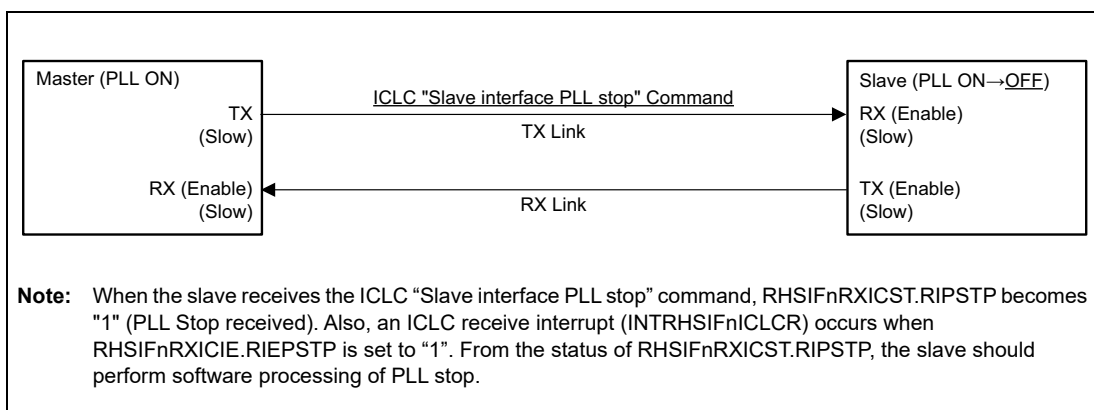 Master (PLL ON)
TX
(Slow)
RX (Enable)
(Slow)
ICLC "Slave interface PLL stop" Command
TX Link
RX Link
Slave (PLL ON→OFF)
RX (Enable)
(Slow)
TX (Enable)
(Slow)
Note: When the slave receives the ICLC “Slave interface PLL stop” command, RHSIFnRXICST.RIPSTP becomes
"1" (PLL Stop received). Also, an ICLC receive interrupt (INTRHSIFnICLCR) occurs when
RHSIFnRXICIE.RIEPSTP is set to “1”. From the status of RHSIFnRXICST.RIPSTP, the slave should
perform software processing of PLL stop.